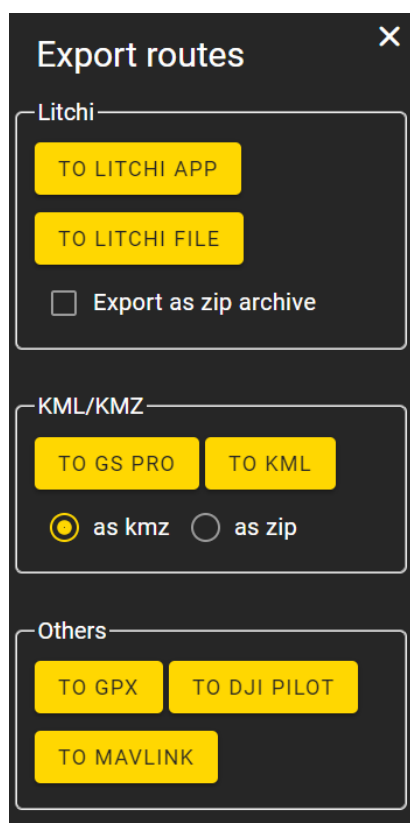 Export routes
Litchi
TO LITCHI APP
TO LITCHI FILE
Export as zip archive
KML/KMZ
TO GS PRO TO KML
as kmz as zip
Others
TO GPX TO DJI PILOT
TO MAVLINK